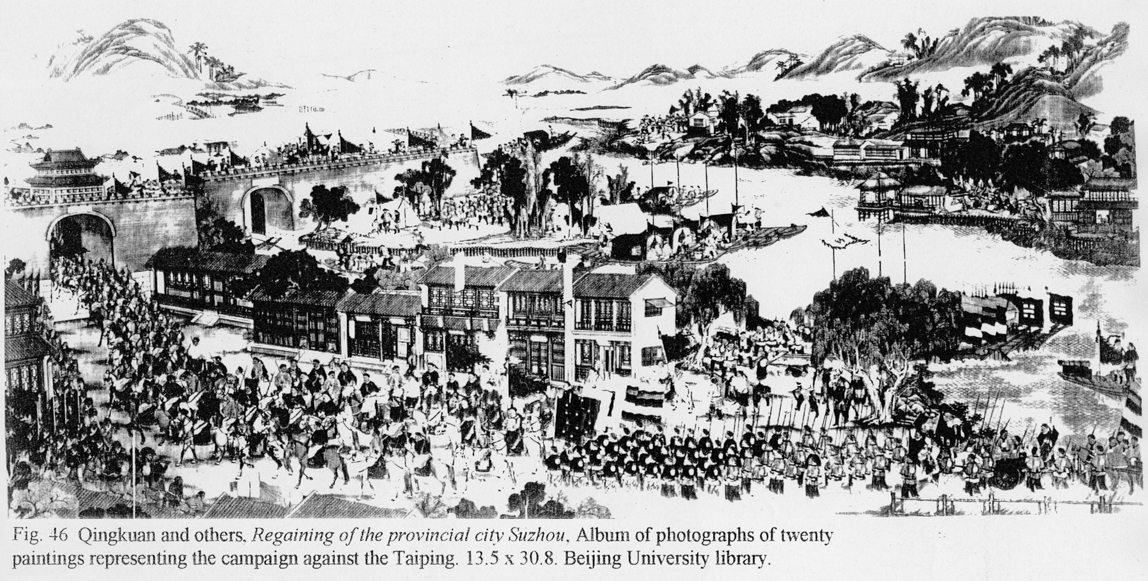 Fig. 46 Qingkuan and others. Regaining of the provincial city Suzhou. Album of photographs of twenty
paintings representing the campaign against the Taiping. 13.5 x 30.8. Beijing University library.